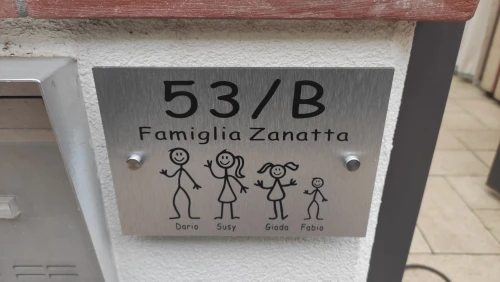 53/B
Famiglia Zanatta
Dario Susy Giada Fabio